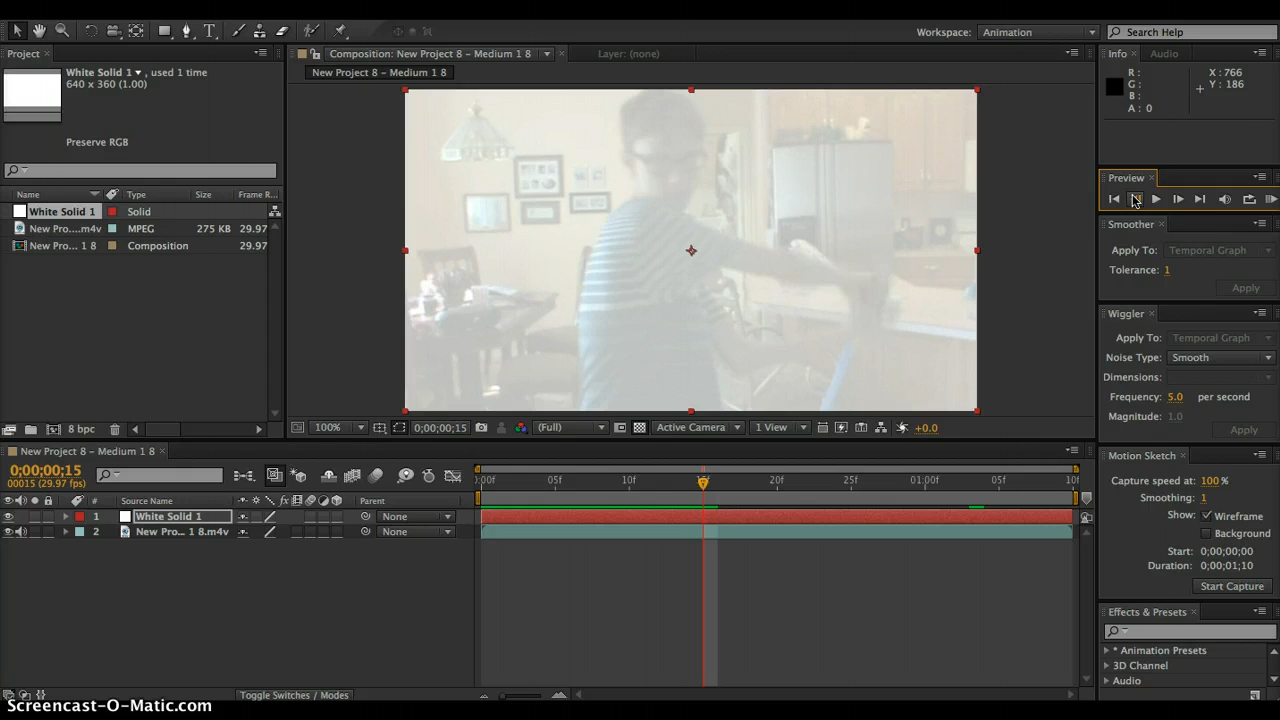 Workspace: Animation
Search Help
Project
Composition: New Project 8 – Medium 1 8
Layer: (none)
Info
Audio
White Solid 1 , used 1 time
640 x 360 (1.00)
New Project 8 – Medium 1 8
R:
G:
B:
A: 0
X: 766
Y: 186
Preserve RGB
Preview
Name
Type
Size
Frame R...
White Solid 1
Solid
New Pro....m4v
MPEG
275 KB
29.97
New Pro... 1 8
Composition
29.97
Smoother
Apply To: Temporal Graph
Tolerance: 1
Apply
Wiggler
Apply To: Temporal Graph
Noise Type: Smooth
Dimensions:
Frequency: 5.0 per second
Magnitude: 1.0
Apply
8 bpc
100%
0;00;00;15
(Full)
Active Camera
1 View
+0.0
New Project 8 – Medium 1 8
Motion Sketch
0;00;00;15
00015 (29.97 fps)
:00f
05f
10f
15f
20f
25f
01:00f
10f
Capture speed at: 100 %
Smoothing: 1
Show: Wireframe
Background
Start: 0;00;00;00
Duration: 0;00;01;10
Start Capture
#
Source Name
Parent
1
White Solid 1
None
2
New Pro... 1 8.m4v
None
Effects & Presets
* Animation Presets
3D Channel
Audio
Toggle Switches / Modes
Screencast-O-Matic.com